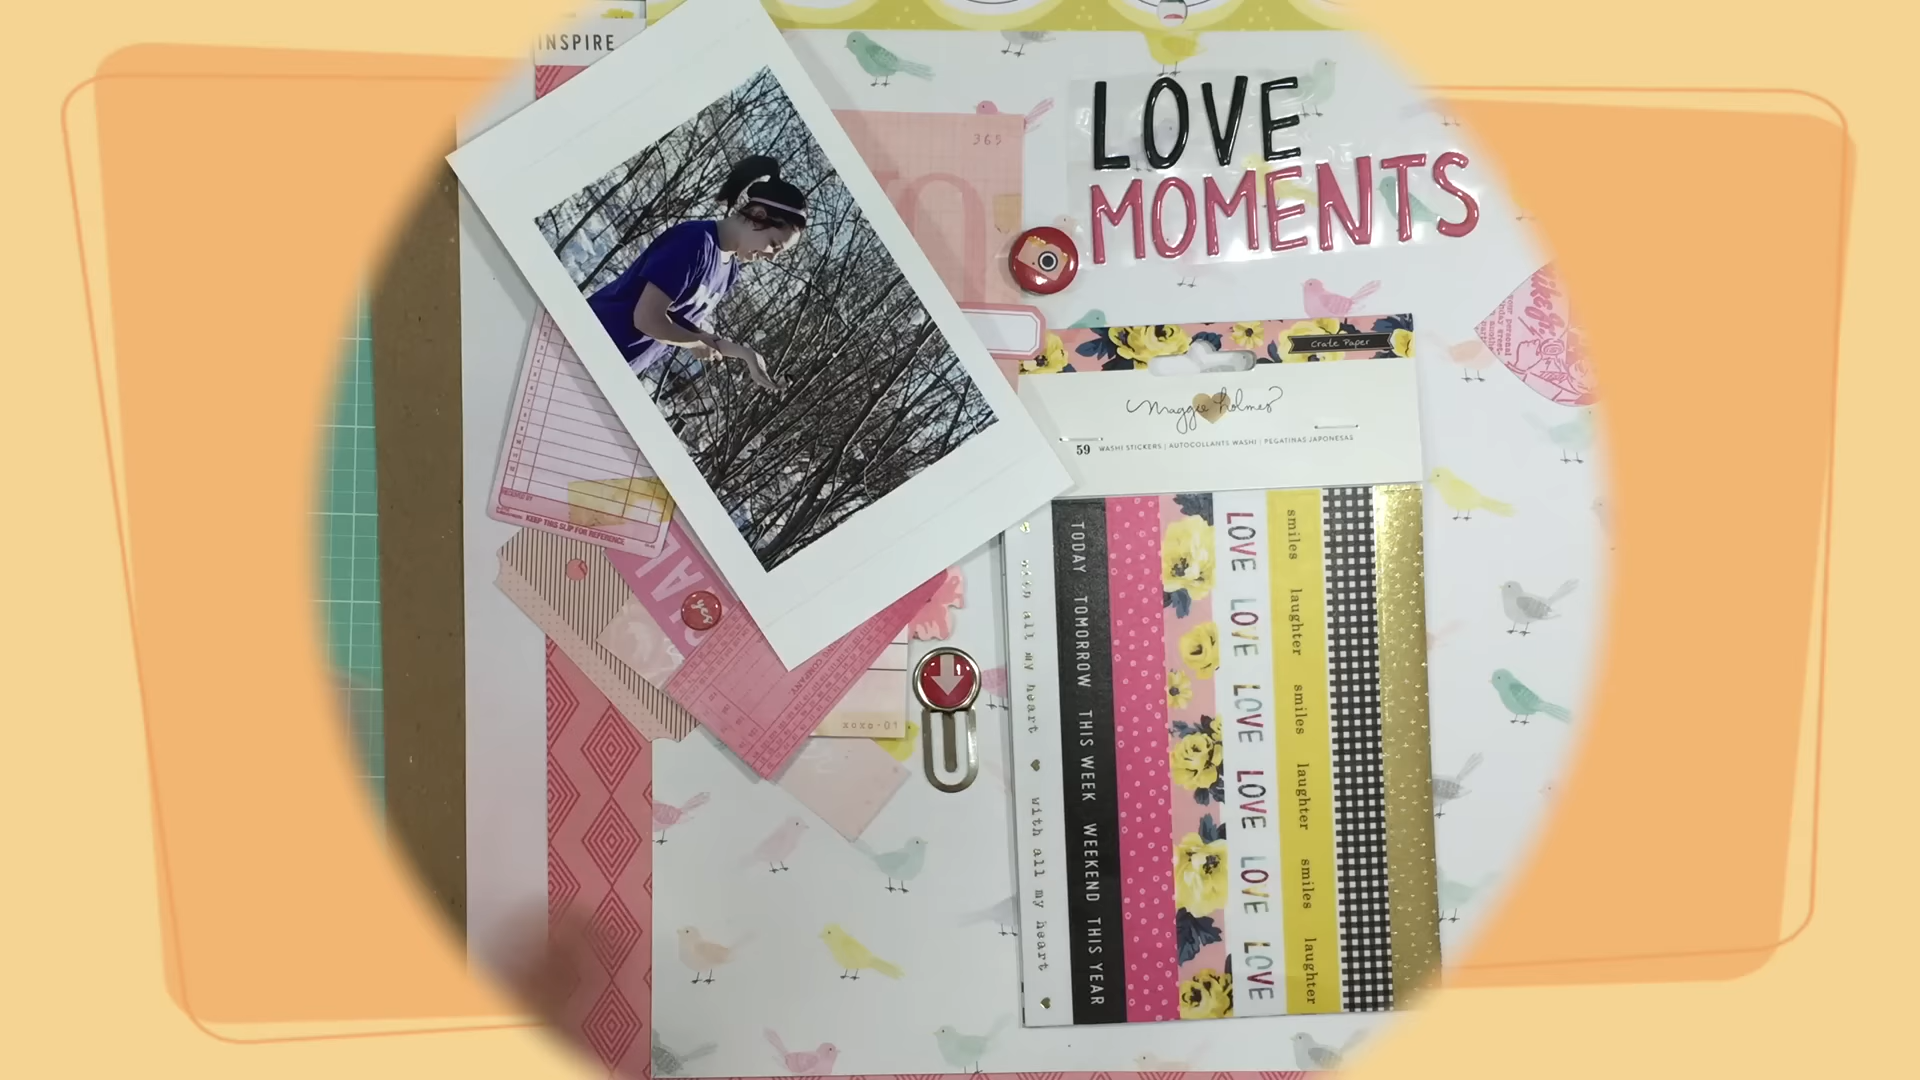 INSPIRE
365
LOVE
MOMENTS
crate Paper
maggie holmes
59 WASHI STICKERS | AUTOCOLLANTS WASHI | PEGATINAS JAPONESAS
KEEP THIS SLIP FOR REFERENCE
yes
COMPANY
xoxo·01
with all my heart ♥ with all my heart ♥
TODAY TOMORROW THIS WEEK WEEKEND THIS YEAR
LOVE LOVE LOVE LOVE LOVE LOVE
smiles laughter smiles laughter smiles laughter